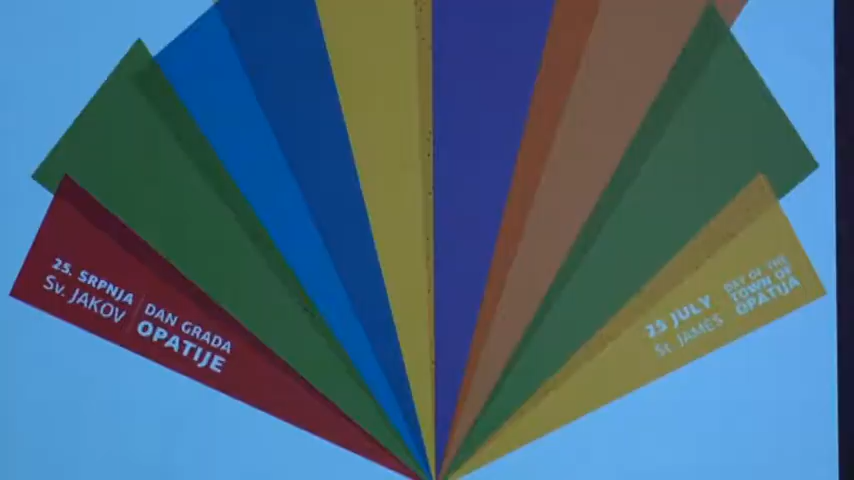 25. SRPNJA
Sv. JAKOV
DAN GRADA
OPATIJE
25 JULY
St. JAMES
DAY OF THE
TOWN OF
OPATIJA